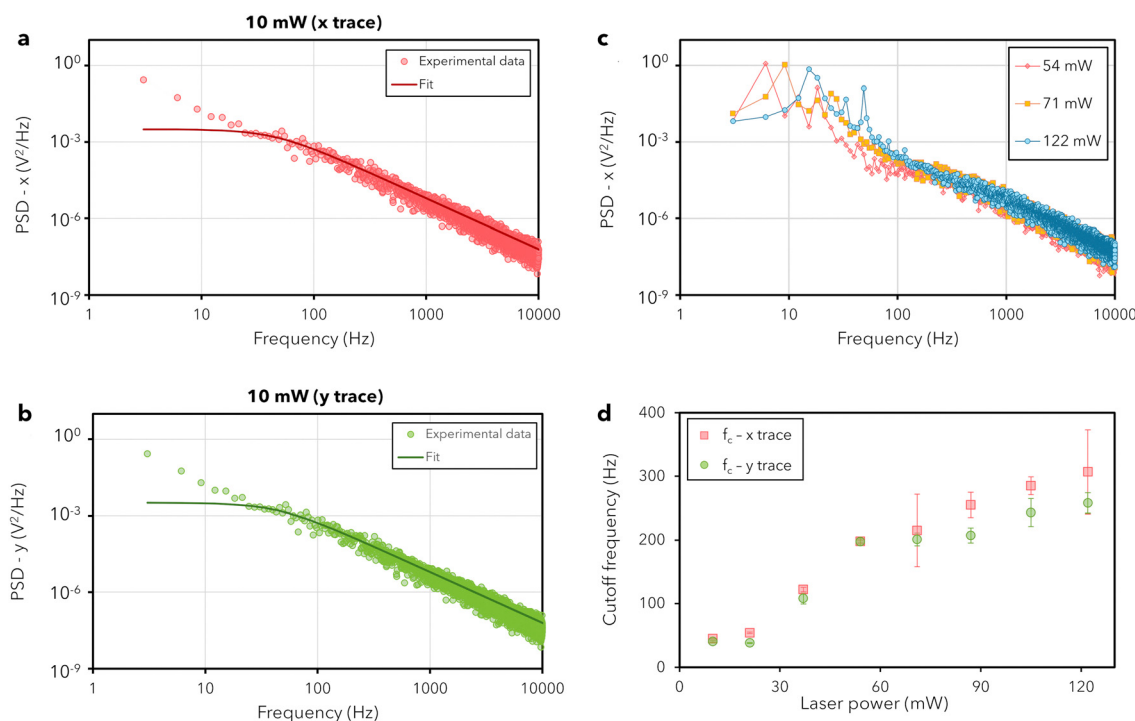 10 mW (x trace)
a
PSD - x (V²/Hz)
10⁰
10⁻³
10⁻⁶
10⁻⁹
Experimental data
Fit
1 10 100 1000 10000
Frequency (Hz)
c
PSD - x (V²/Hz)
10⁰
10⁻³
10⁻⁶
10⁻⁹
54 mW
71 mW
122 mW
1 10 100 1000 10000
Frequency (Hz)
10 mW (y trace)
b
PSD - y (V²/Hz)
10⁰
10⁻³
10⁻⁶
10⁻⁹
Experimental data
Fit
1 10 100 1000 10000
Frequency (Hz)
d
Cutoff frequency (Hz)
400
300
200
100
0
f_c – x trace
f_c – y trace
0 30 60 90 120
Laser power (mW)